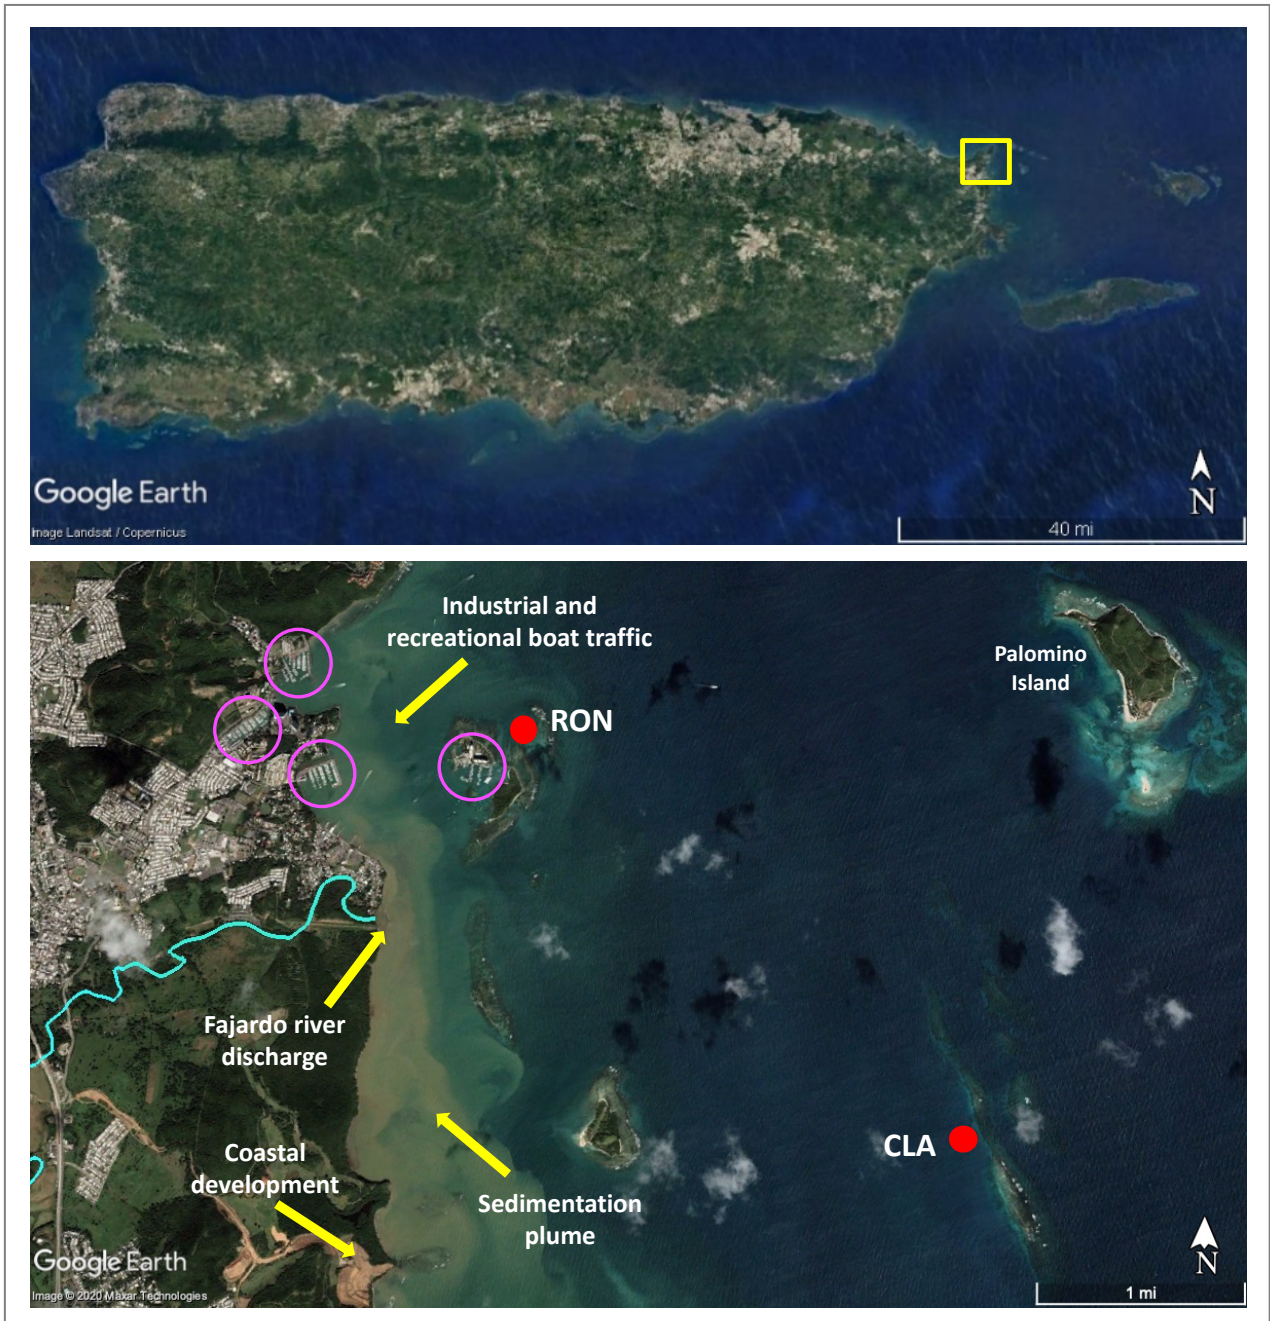 Google Earth
Image Landsat / Copernicus
N
40 mi
Industrial and
recreational boat traffic
RON
Palomino
Island
Fajardo river
discharge
Coastal
development
Sedimentation
plume
CLA
Google Earth
Image © 2020 Maxar Technologies
N
1 mi